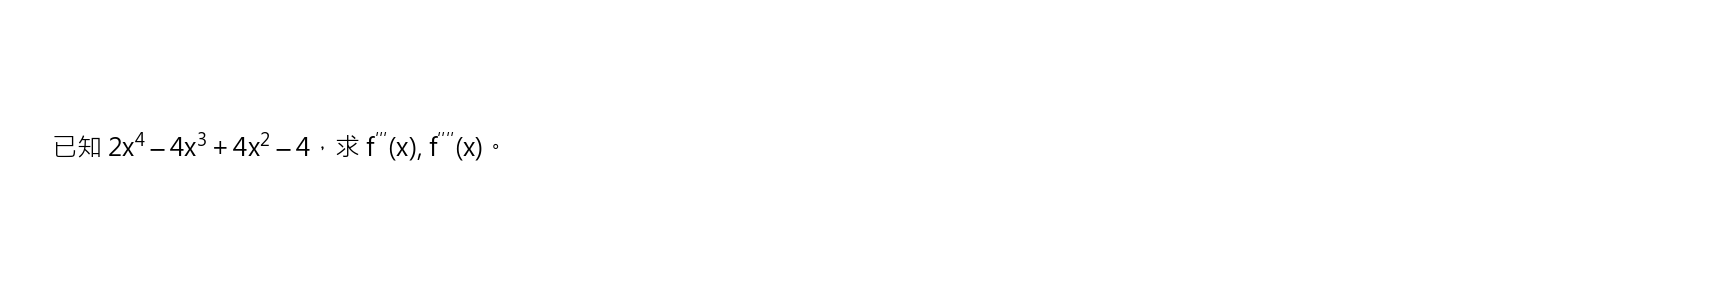 已知 2x⁴ – 4x³ + 4x² – 4，求 f′′′(x), f′′′′(x)。